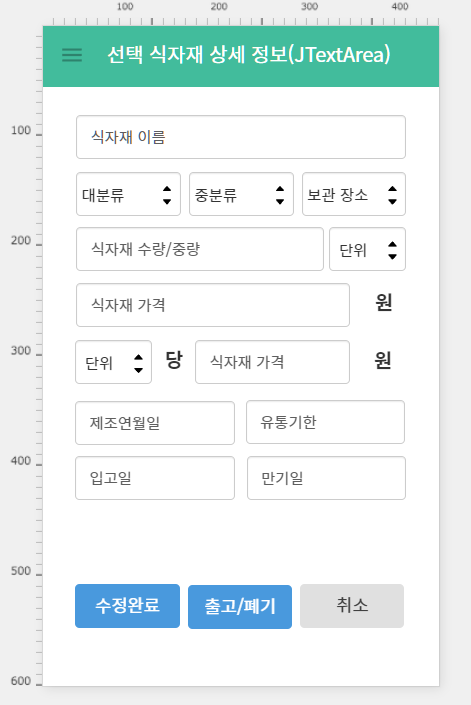 100 200 300 400
선택 식자재 상세 정보(JTextArea)
100
식자재 이름
대분류 중분류 보관 장소
200
식자재 수량/중량 단위
식자재 가격 원
300
단위 당 식자재 가격 원
제조연월일 유통기한
400
입고일 만기일
500
수정완료 출고/폐기 취소
600